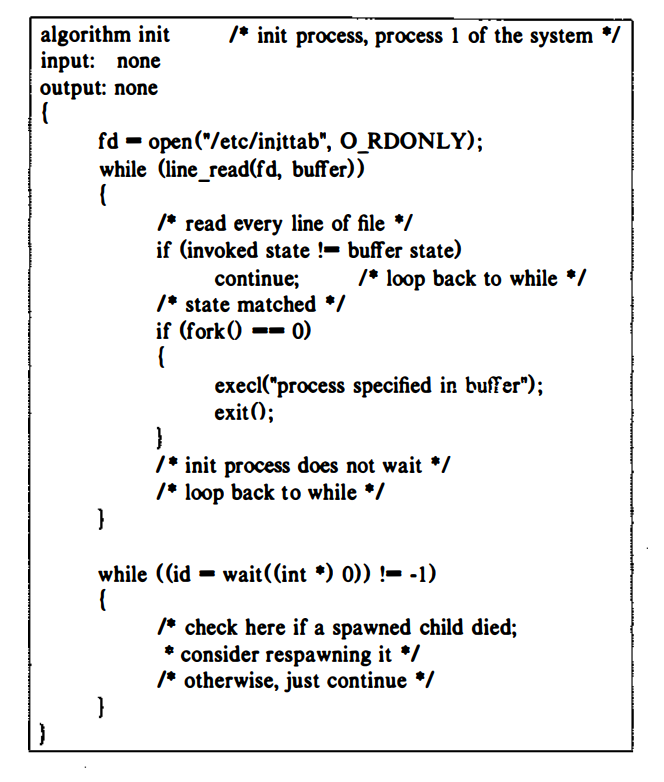 algorithm init /* init process, process 1 of the system */
input: none
output: none
{
fd = open("/etc/inittab", O_RDONLY);
while (line_read(fd, buffer))
{
/* read every line of file */
if (invoked state != buffer state)
continue; /* loop back to while */
/* state matched */
if (fork() == 0)
{
execl("process specified in buffer");
exit();
}
/* init process does not wait */
/* loop back to while */
}
while ((id = wait((int *) 0)) != -1)
{
/* check here if a spawned child died;
* consider respawning it */
/* otherwise, just continue */
}
}